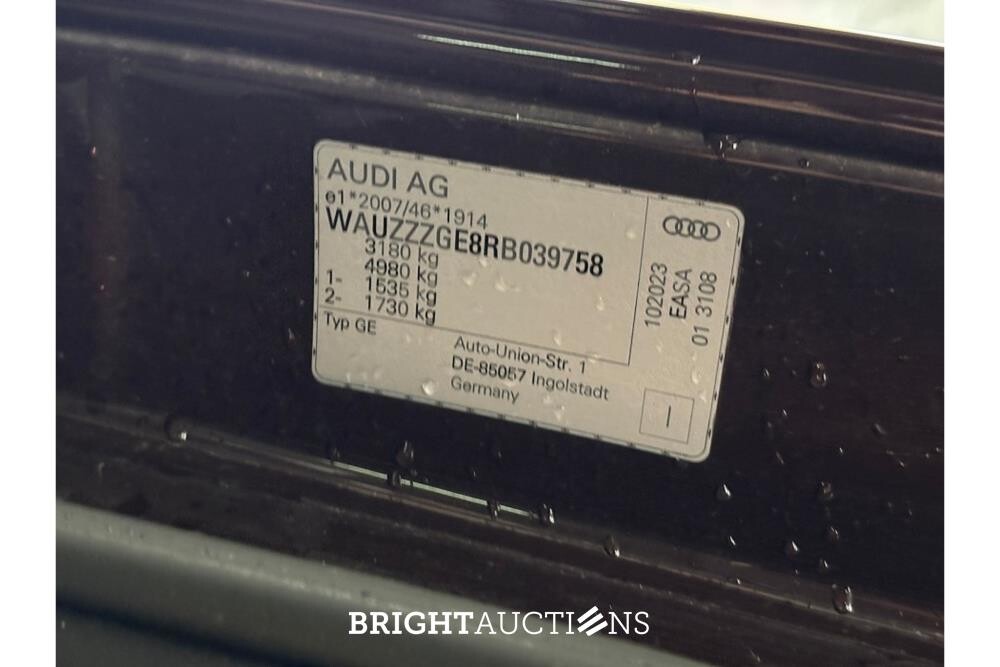 AUDI AG
e1*2007/46*1914
WAUZZZGE8RB039758
3180 kg
4980 kg
1- 1535 kg
2- 1730 kg
Typ GE
Auto-Union-Str. 1
DE-85057 Ingolstadt
Germany
102023
EASA
01 3108
I
BRIGHTAUCTIONS